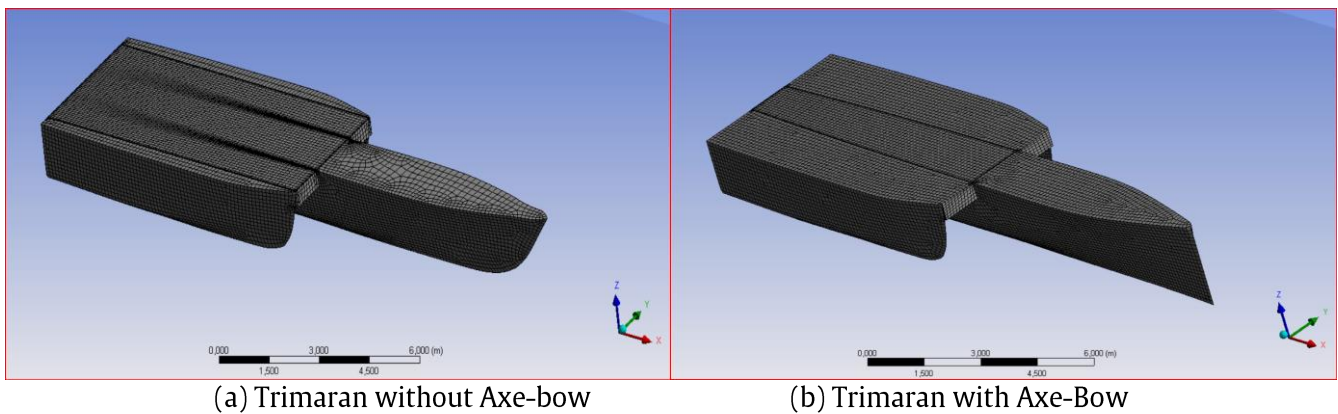 Z
Y
X
0,000 3,000 6,000 (m)
1,500 4,500
Z
Y
X
0,000 3,000 6,000 (m)
1,500 4,500
(a) Trimaran without Axe-bow
(b) Trimaran with Axe-Bow